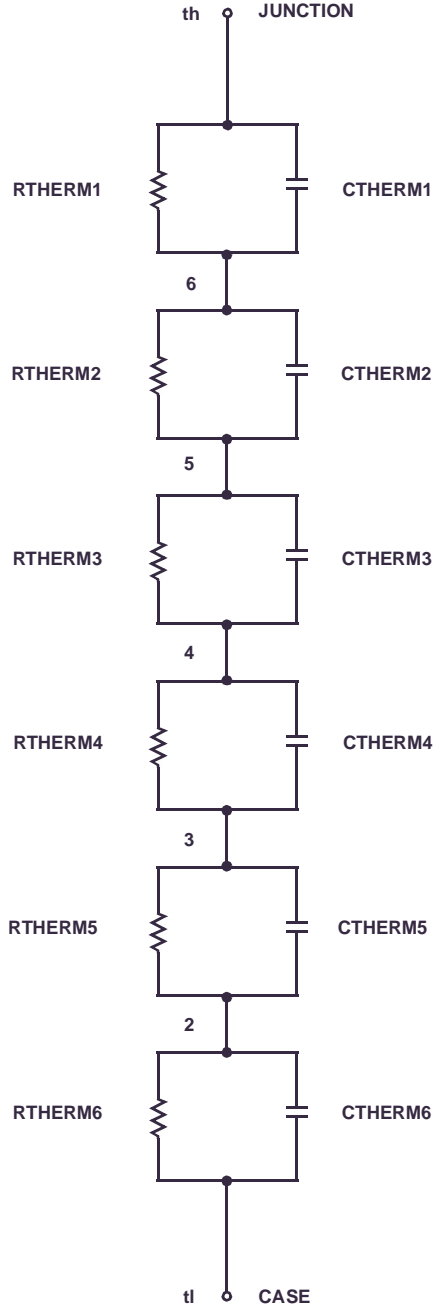 th JUNCTION
RTHERM1 CTHERM1
6
RTHERM2 CTHERM2
5
RTHERM3 CTHERM3
4
RTHERM4 CTHERM4
3
RTHERM5 CTHERM5
2
RTHERM6 CTHERM6
tl CASE